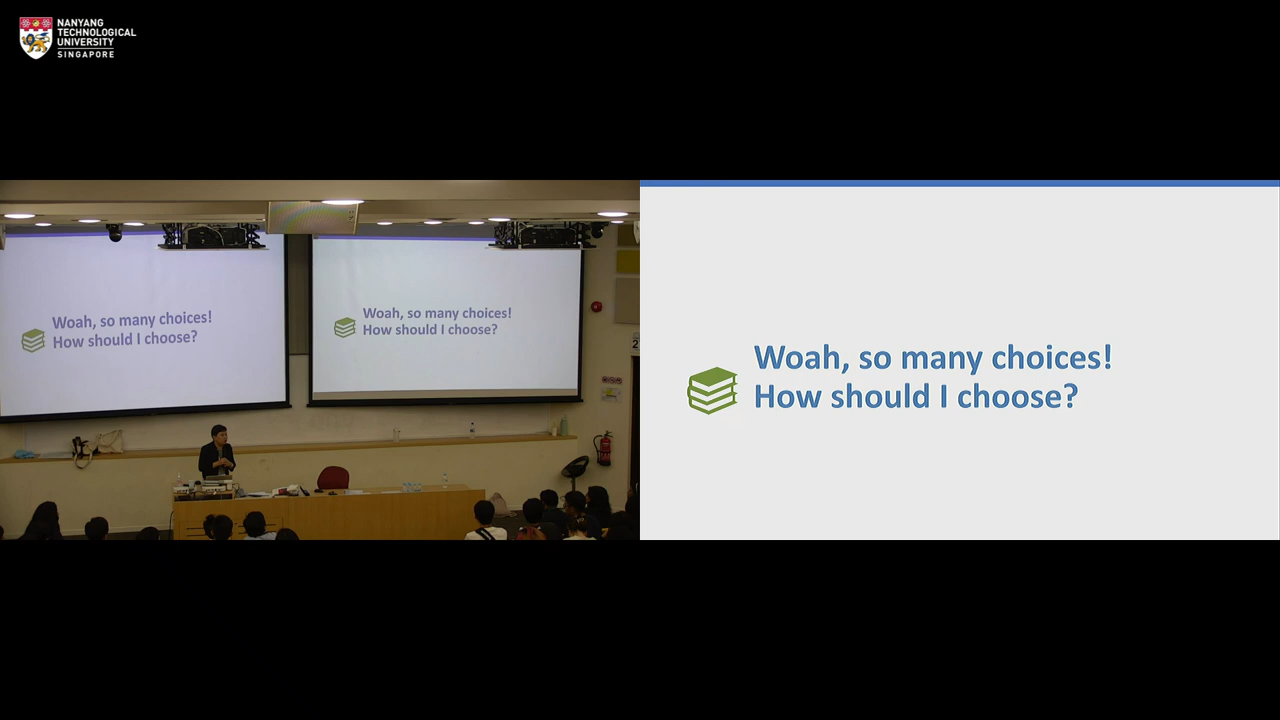 NANYANG
TECHNOLOGICAL
UNIVERSITY
SINGAPORE
Woah, so many choices!
How should I choose?
Woah, so many choices!
How should I choose?
Woah, so many choices!
How should I choose?
2